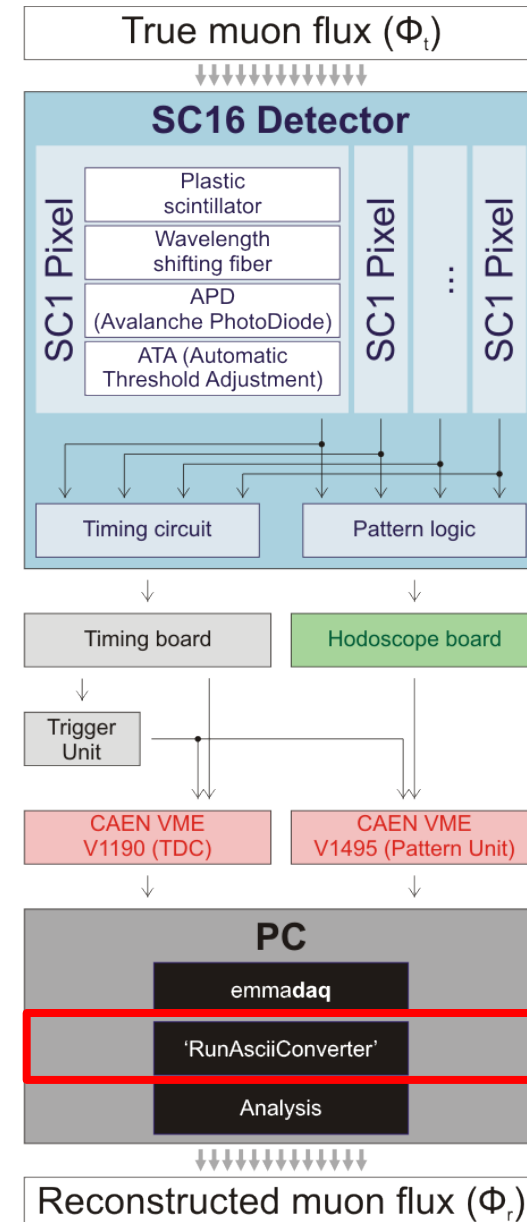 True muon flux (Φt)
SC16 Detector
SC1 Pixel
Plastic
scintillator
Wavelength
shifting fiber
APD
(Avalanche PhotoDiode)
ATA (Automatic
Threshold Adjustment)
SC1 Pixel
...
SC1 Pixel
Timing circuit
Pattern logic
Timing board
Hodoscope board
Trigger
Unit
CAEN VME
V1190 (TDC)
CAEN VME
V1495 (Pattern Unit)
PC
emmadaq
‘RunAsciiConverter’
Analysis
Reconstructed muon flux (Φr)